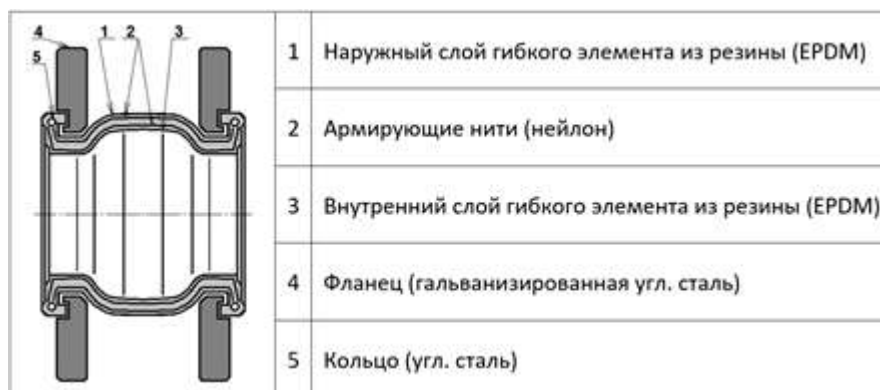 4 1 2 3
5
1 Наружный слой гибкого элемента из резины (EPDM)
2 Армирующие нити (нейлон)
3 Внутренний слой гибкого элемента из резины (EPDM)
4 Фланец (гальванизированная угл. сталь)
5 Кольцо (угл. сталь)